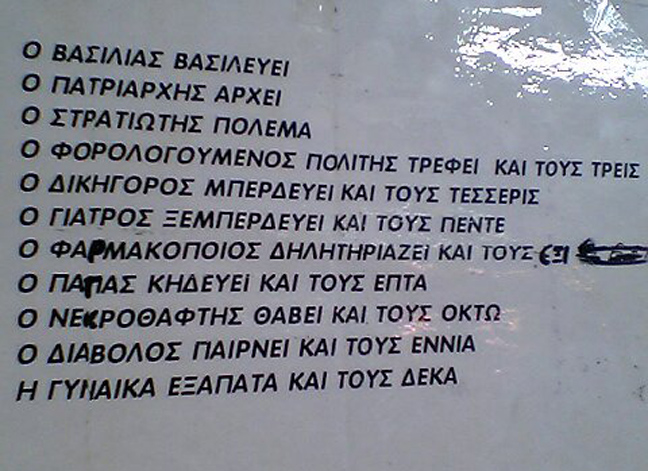 Ο ΒΑΣΙΛΙΑΣ ΒΑΣΙΛΕΥΕΙ
Ο ΠΑΤΡΙΑΡΧΗΣ ΑΡΧΕΙ
Ο ΣΤΡΑΤΙΩΤΗΣ ΠΟΛΕΜΑ
Ο ΦΟΡΟΛΟΓΟΥΜΕΝΟΣ ΠΟΛΙΤΗΣ ΤΡΕΦΕΙ ΚΑΙ ΤΟΥΣ ΤΡΕΙΣ
Ο ΔΙΚΗΓΟΡΟΣ ΜΠΕΡΔΕΥΕΙ ΚΑΙ ΤΟΥΣ ΤΕΣΣΕΡΙΣ
Ο ΓΙΑΤΡΟΣ ΞΕΜΠΕΡΔΕΥΕΙ ΚΑΙ ΤΟΥΣ ΠΕΝΤΕ
Ο ΦΑΡΜΑΚΟΠΟΙΟΣ ΔΗΛΗΤΗΡΙΑΖΕΙ ΚΑΙ ΤΟΥΣ ΕΞΙ
Ο ΠΑΠΑΣ ΚΗΔΕΥΕΙ ΚΑΙ ΤΟΥΣ ΕΠΤΑ
Ο ΝΕΚΡΟΘΑΦΤΗΣ ΘΑΒΕΙ ΚΑΙ ΤΟΥΣ ΟΚΤΩ
Ο ΔΙΑΒΟΛΟΣ ΠΑΙΡΝΕΙ ΚΑΙ ΤΟΥΣ ΕΝΝΙΑ
Η ΓΥΝΑΙΚΑ ΕΞΑΠΑΤΑ ΚΑΙ ΤΟΥΣ ΔΕΚΑ